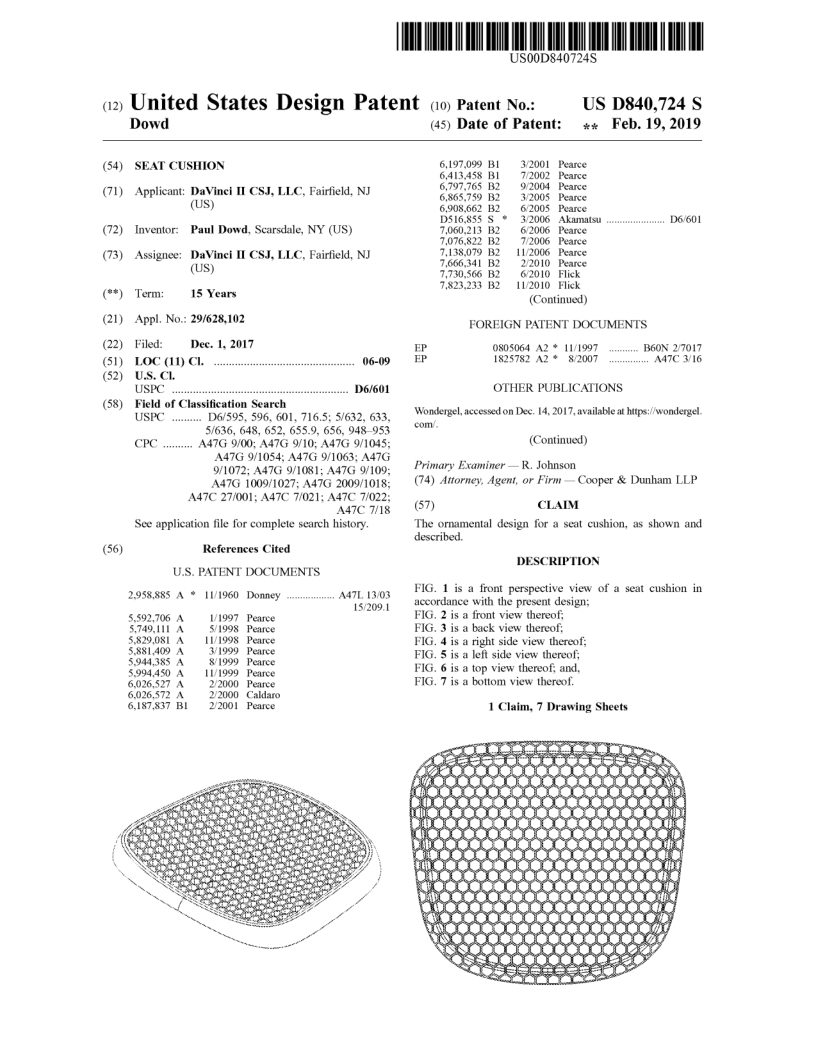 US00D840724S
(12) United States Design Patent
Dowd
(10) Patent No.: US D840,724 S
(45) Date of Patent: ** Feb. 19, 2019
(54) SEAT CUSHION
(71) Applicant: DaVinci II CSJ, LLC, Fairfield, NJ
(US)
(72) Inventor: Paul Dowd, Scarsdale, NY (US)
(73) Assignee: DaVinci II CSJ, LLC, Fairfield, NJ
(US)
(**) Term: 15 Years
(21) Appl. No.: 29/628,102
(22) Filed: Dec. 1, 2017
(51) LOC (11) Cl. ............................................. 06-09
(52) U.S. Cl.
USPC ........................................................ D6/601
(58) Field of Classification Search
USPC .......... D6/595, 596, 601, 716.5; 5/632, 633,
5/636, 648, 652, 655.9, 656, 948–953
CPC .......... A47G 9/00; A47G 9/10; A47G 9/1045;
A47G 9/1054; A47G 9/1063; A47G
9/1072; A47G 9/1081; A47G 9/109;
A47G 1009/1027; A47G 2009/1018;
A47C 27/001; A47C 7/021; A47C 7/022;
A47C 7/18
See application file for complete search history.
(56) References Cited
U.S. PATENT DOCUMENTS
2,958,885 A * 11/1960 Donney .................. A47L 13/03
15/209.1
5,592,706 A 1/1997 Pearce
5,749,111 A 5/1998 Pearce
5,829,081 A 11/1998 Pearce
5,881,409 A 3/1999 Pearce
5,944,385 A 8/1999 Pearce
5,994,450 A 11/1999 Pearce
6,026,527 A 2/2000 Pearce
6,026,572 A 2/2000 Caldaro
6,187,837 B1 2/2001 Pearce
6,197,099 B1 3/2001 Pearce
6,413,458 B1 7/2002 Pearce
6,797,765 B2 9/2004 Pearce
6,865,759 B2 3/2005 Pearce
6,908,662 B2 6/2005 Pearce
D516,855 S * 3/2006 Akamatsu ...................... D6/601
7,060,213 B2 6/2006 Pearce
7,076,822 B2 7/2006 Pearce
7,138,079 B2 11/2006 Pearce
7,666,341 B2 2/2010 Pearce
7,730,566 B2 6/2010 Flick
7,823,233 B2 11/2010 Flick
(Continued)
FOREIGN PATENT DOCUMENTS
EP 0805064 A2 * 11/1997 .......... B60N 2/7017
EP 1825782 A2 * 8/2007 .............. A47C 3/16
OTHER PUBLICATIONS
Wondergel, accessed on Dec. 14, 2017, available at https://wondergel.
com/.
(Continued)
Primary Examiner — R. Johnson
(74) Attorney, Agent, or Firm — Cooper & Dunham LLP
(57) CLAIM
The ornamental design for a seat cushion, as shown and
described.
DESCRIPTION
FIG. 1 is a front perspective view of a seat cushion in
accordance with the present design;
FIG. 2 is a front view thereof;
FIG. 3 is a back view thereof;
FIG. 4 is a right side view thereof;
FIG. 5 is a left side view thereof;
FIG. 6 is a top view thereof; and,
FIG. 7 is a bottom view thereof.
1 Claim, 7 Drawing Sheets